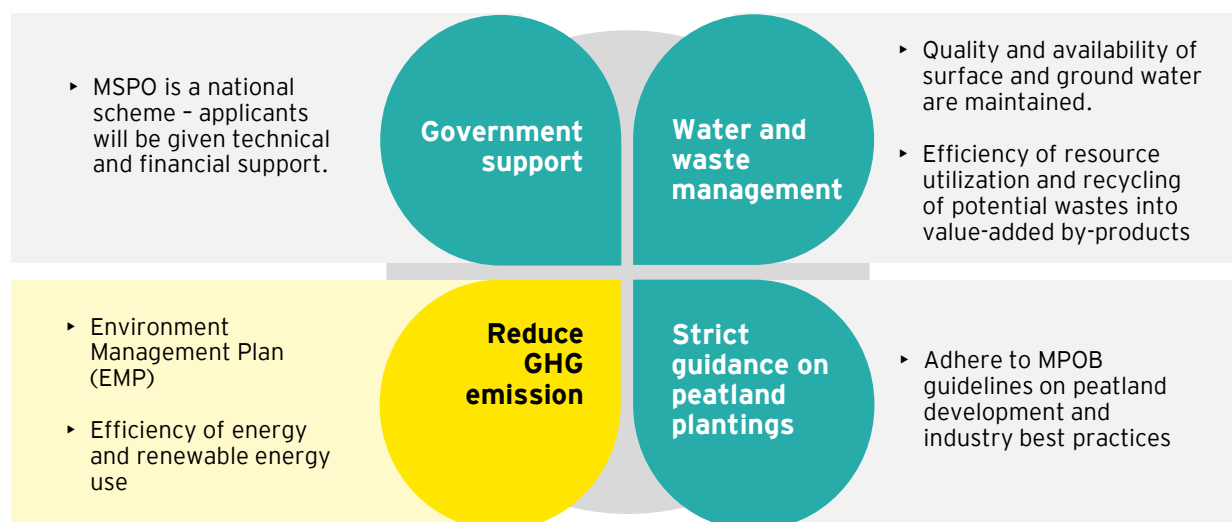 ▸ MSPO is a national
scheme – applicants
will be given technical
and financial support.
Government
support
Water and
waste
management
▸ Quality and availability of
surface and ground water
are maintained.
▸ Efficiency of resource
utilization and recycling
of potential wastes into
value-added by-products
▸ Environment
Management Plan
(EMP)
▸ Efficiency of energy
and renewable energy
use
Reduce
GHG
emission
Strict
guidance on
peatland
plantings
▸ Adhere to MPOB
guidelines on peatland
development and
industry best practices